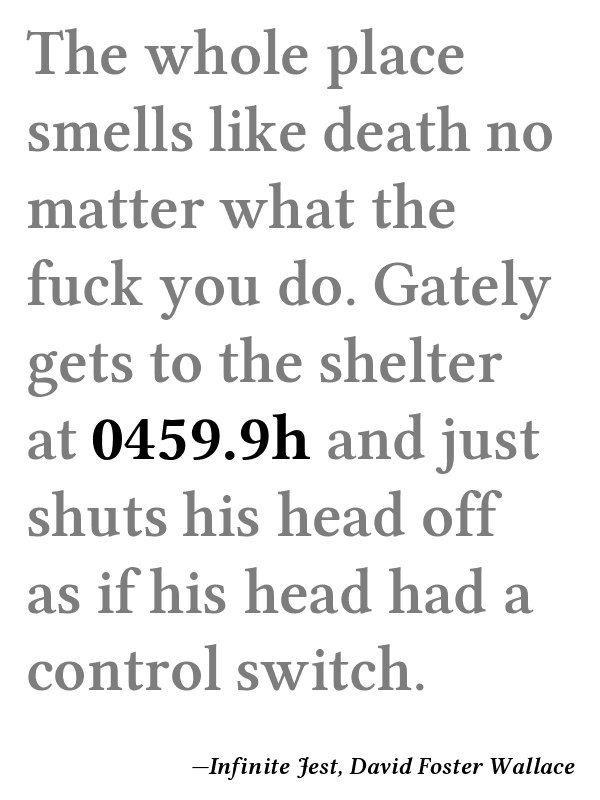 The whole place
smells like death no
matter what the
fuck you do. Gately
gets to the shelter
at 0459.9h and just
shuts his head off
as if his head had a
control switch.
—Infinite Jest, David Foster Wallace